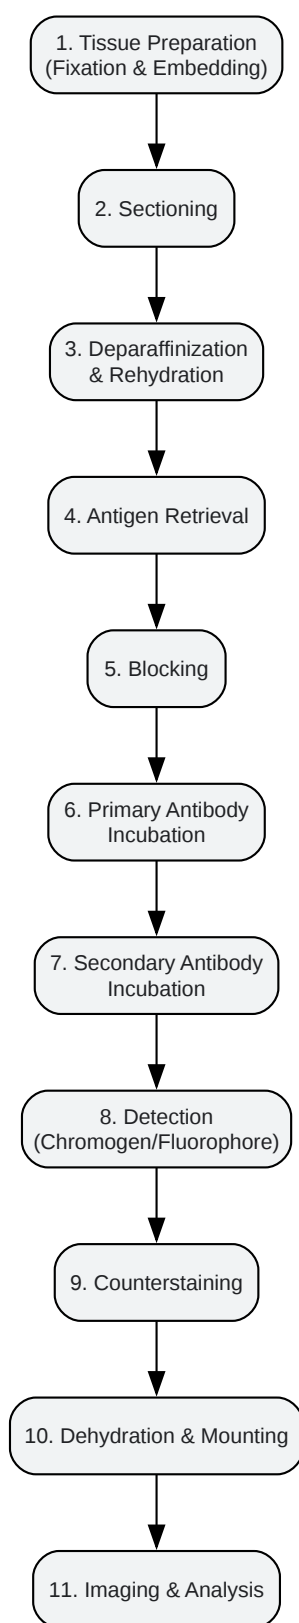 1. Tissue Preparation
(Fixation & Embedding)
2. Sectioning
3. Deparaffinization
& Rehydration
4. Antigen Retrieval
5. Blocking
6. Primary Antibody
Incubation
7. Secondary Antibody
Incubation
8. Detection
(Chromogen/Fluorophore)
9. Counterstaining
10. Dehydration & Mounting
11. Imaging & Analysis